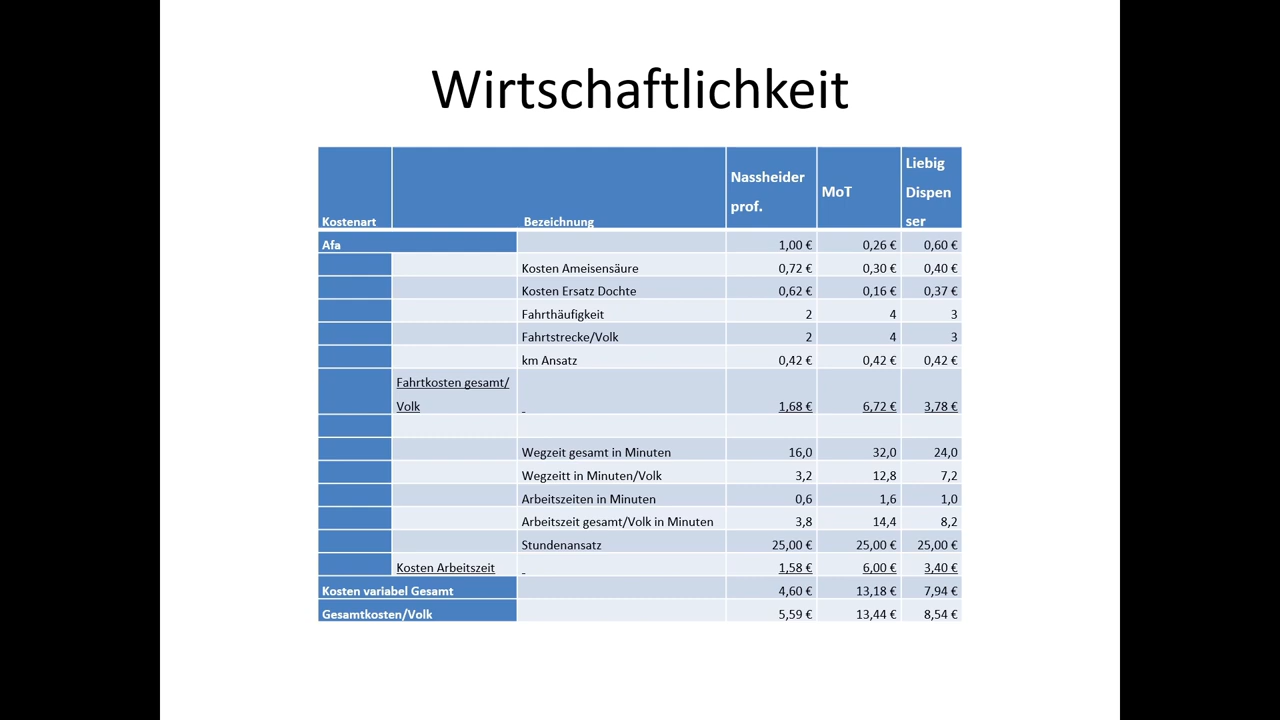 Wirtschaftlichkeit
Kostenart Bezeichnung Nassheider prof. MoT Liebig Dispen ser
Afa 1,00 € 0,26 € 0,60 €
Kosten Ameisensäure 0,72 € 0,30 € 0,40 €
Kosten Ersatz Dochte 0,62 € 0,16 € 0,37 €
Fahrthäufigkeit 2 4 3
Fahrtstrecke/Volk 2 4 3
km Ansatz 0,42 € 0,42 € 0,42 €
Fahrtkosten gesamt/
Volk 1,68 € 6,72 € 3,78 €
Wegzeit gesamt in Minuten 16,0 32,0 24,0
Wegzeitt in Minuten/Volk 3,2 12,8 7,2
Arbeitszeiten in Minuten 0,6 1,6 1,0
Arbeitszeit gesamt/Volk in Minuten 3,8 14,4 8,2
Stundenansatz 25,00 € 25,00 € 25,00 €
Kosten Arbeitszeit 1,58 € 6,00 € 3,40 €
Kosten variabel Gesamt 4,60 € 13,18 € 7,94 €
Gesamtkosten/Volk 5,59 € 13,44 € 8,54 €